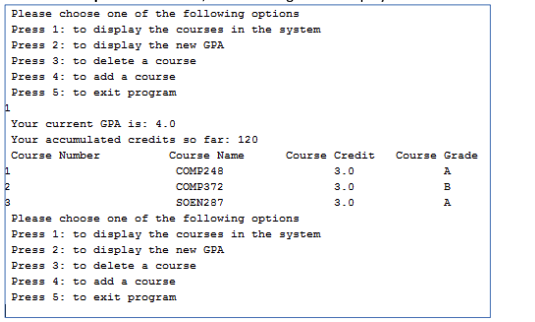 Please choose one of the following options
Press 1: to display the courses in the system
Press 2: to display the new GPA
Press 3: to delete a course
Press 4: to add a course
Press 5: to exit program
1
Your current GPA is: 4.0
Your accumulated credits so far: 120
Course Number Course Name Course Credit Course Grade
1 COMP248 3.0 A
2 COMP372 3.0 B
3 SOEN287 3.0 A
Please choose one of the following options
Press 1: to display the courses in the system
Press 2: to display the new GPA
Press 3: to delete a course
Press 4: to add a course
Press 5: to exit program